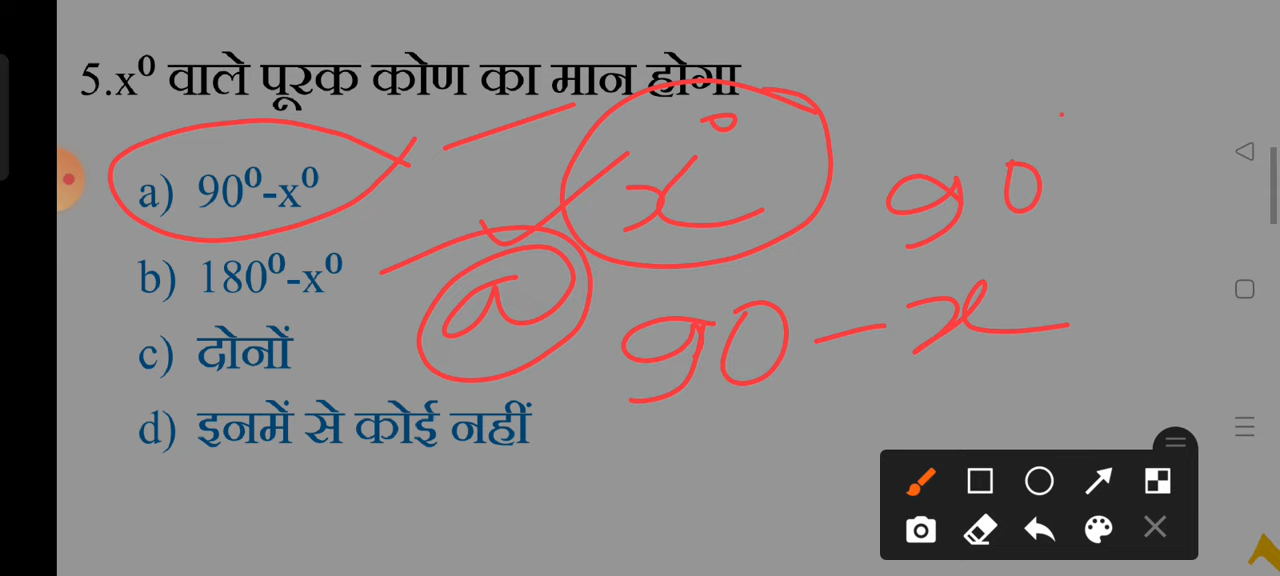 5.x⁰ वाले पूरक कोण का मान होगा
a) 90⁰-x⁰
b) 180⁰-x⁰
c) दोनों
d) इनमें से कोई नहीं
x° 90
a 90-x